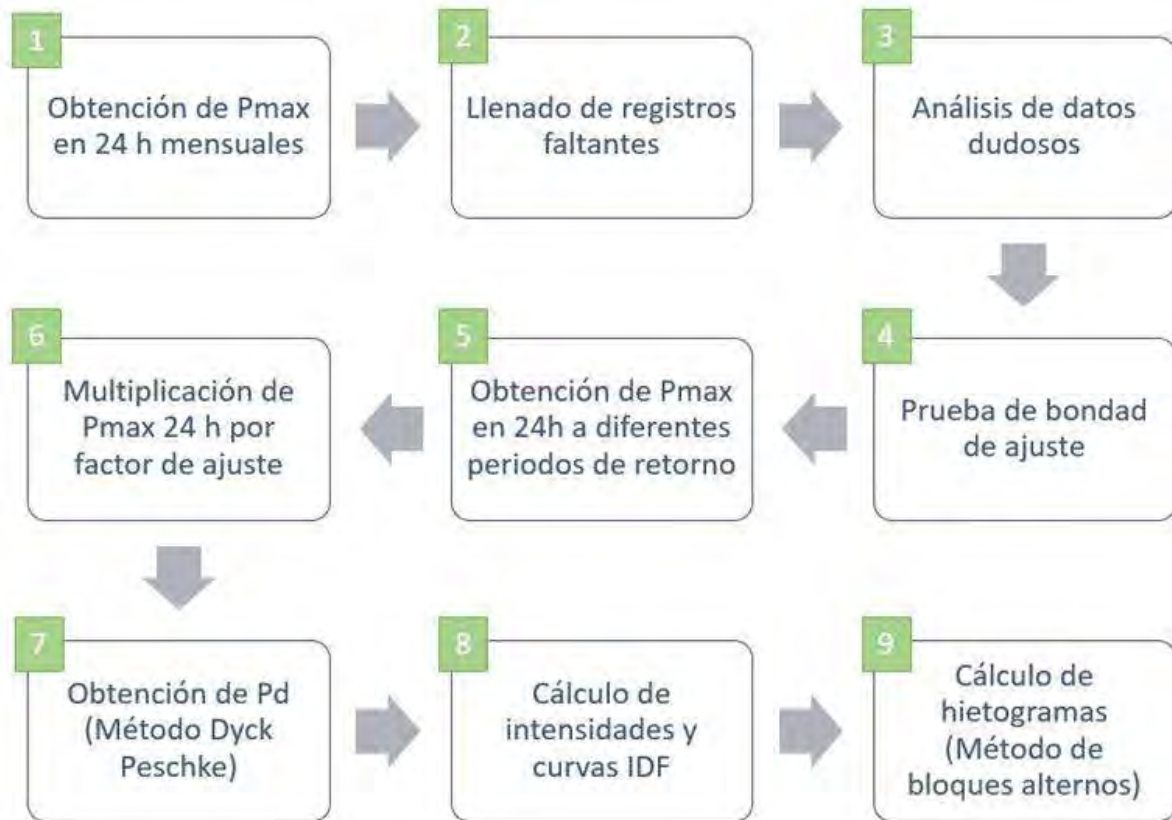 1
Obtención de Pmax
en 24 h mensuales
2
Llenado de registros
faltantes
3
Análisis de datos
dudosos
4
Prueba de bondad
de ajuste
5
Obtención de Pmax
en 24h a diferentes
periodos de retorno
6
Multiplicación de
Pmax 24 h por
factor de ajuste
7
Obtención de Pd
(Método Dyck
Peschke)
8
Cálculo de
intensidades y
curvas IDF
9
Cálculo de
hietogramas
(Método de
bloques alternos)